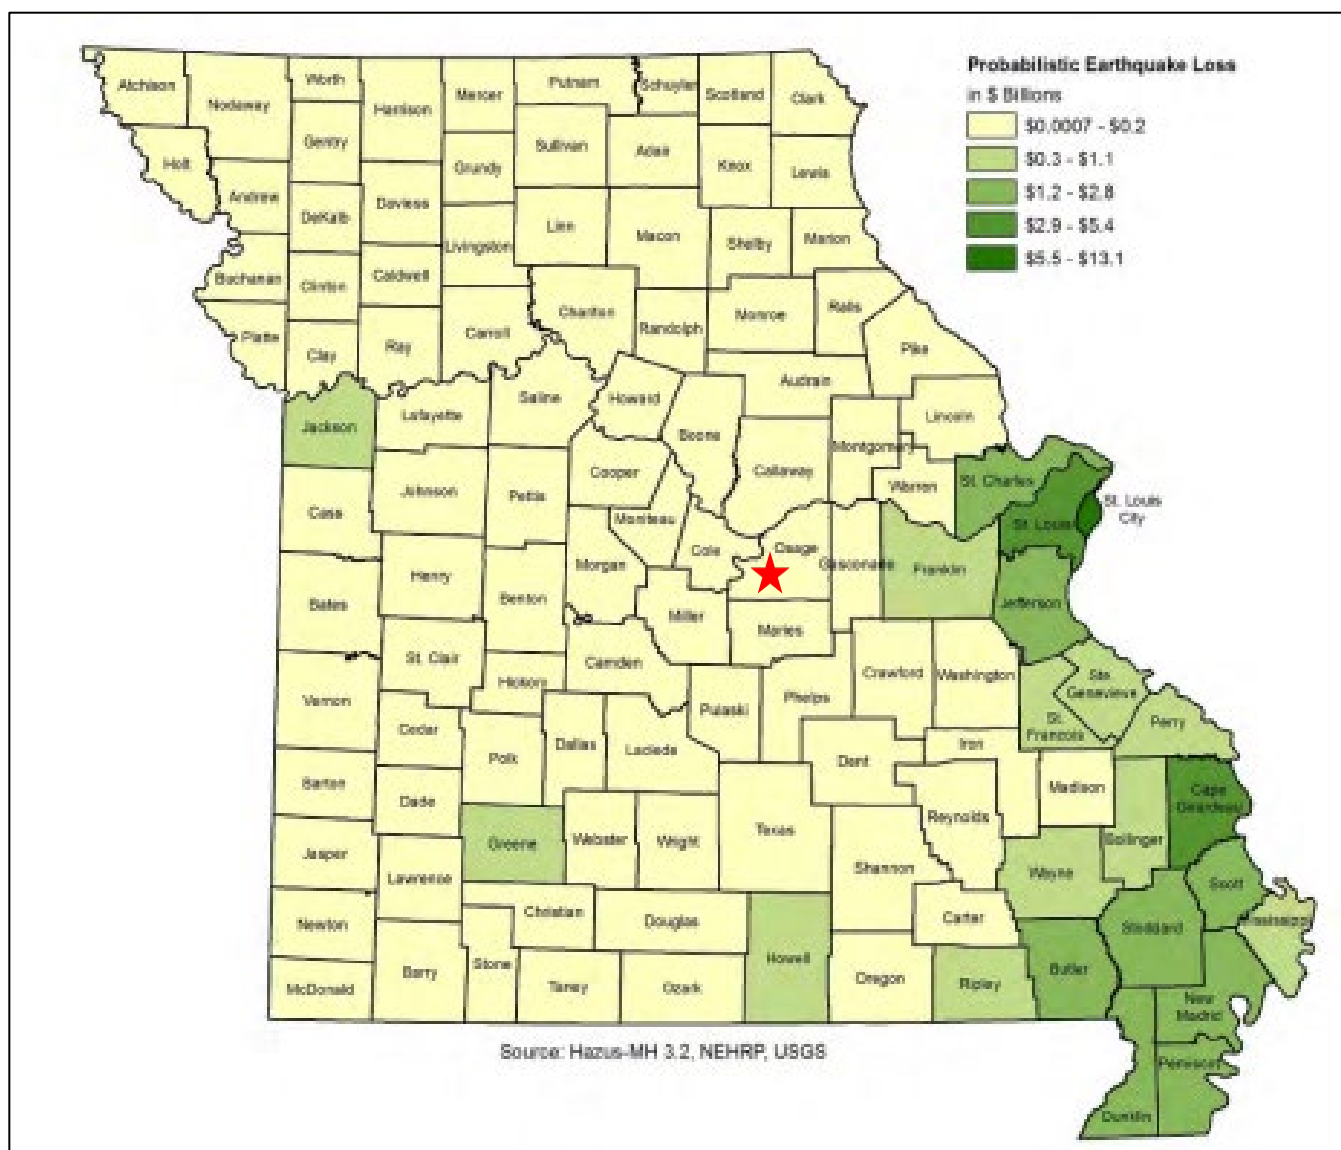 Probabilistic Earthquake Loss
in $ Billions
$0.0007 - $0.2
$0.3 - $1.1
$1.2 - $2.8
$2.9 - $5.4
$5.5 - $13.1
Atchison
Nodaway
Worth
Harrison
Mercer
Putnam
Schuyler
Scotland
Clark
Gentry
Sullivan
Adair
Knox
Lewis
Holt
Andrew
Grundy
DeKalb
Daviess
Linn
Macon
Shelby
Marion
Livingston
Buchanan
Clinton
Caldwell
Chariton
Randolph
Monroe
Ralls
Platte
Clay
Ray
Carroll
Pike
Audrain
Jackson
Lafayette
Saline
Howard
Boone
Lincoln
Callaway
Montgomery
Warren
St. Charles
Cooper
Johnson
Pettis
Case
Moniteau
Cole
Osage
Gasconade
Franklin
St. Louis
St. Louis
City
Henry
Morgan
Bates
Benton
Miller
Maries
Jefferson
St. Clair
Camden
Hickory
Pulaski
Phelps
Crawford
Washington
Ste
Genevieve
St.
Francois
Perry
Vernon
Cedar
Polk
Dallas
Laclede
Dent
Iron
Madison
Barton
Dade
Cape
Girardeau
Greene
Webster
Wright
Texas
Reynolds
Bollinger
Jasper
Lawrence
Shannon
Wayne
Scott
Newton
Christian
Douglas
Carter
Stoddard
Mississippi
McDonald
Barry
Stone
Taney
Ozark
Howell
Oregon
Ripley
Butler
New
Madrid
Pemiscot
Dunklin
Source: Hazus-MH 3.2, NEHRP, USGS